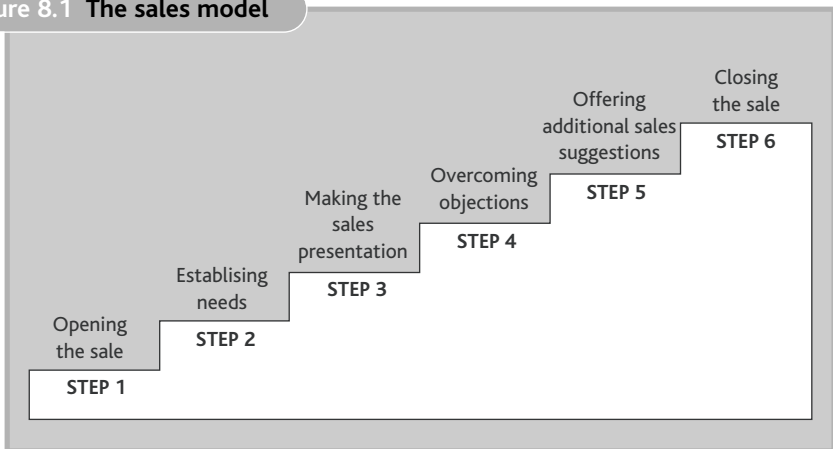 ure 8.1 The sales model
Opening
the sale
STEP 1
Establising
needs
STEP 2
Making the
sales
presentation
STEP 3
Overcoming
objections
STEP 4
Offering
additional sales
suggestions
STEP 5
Closing
the sale
STEP 6